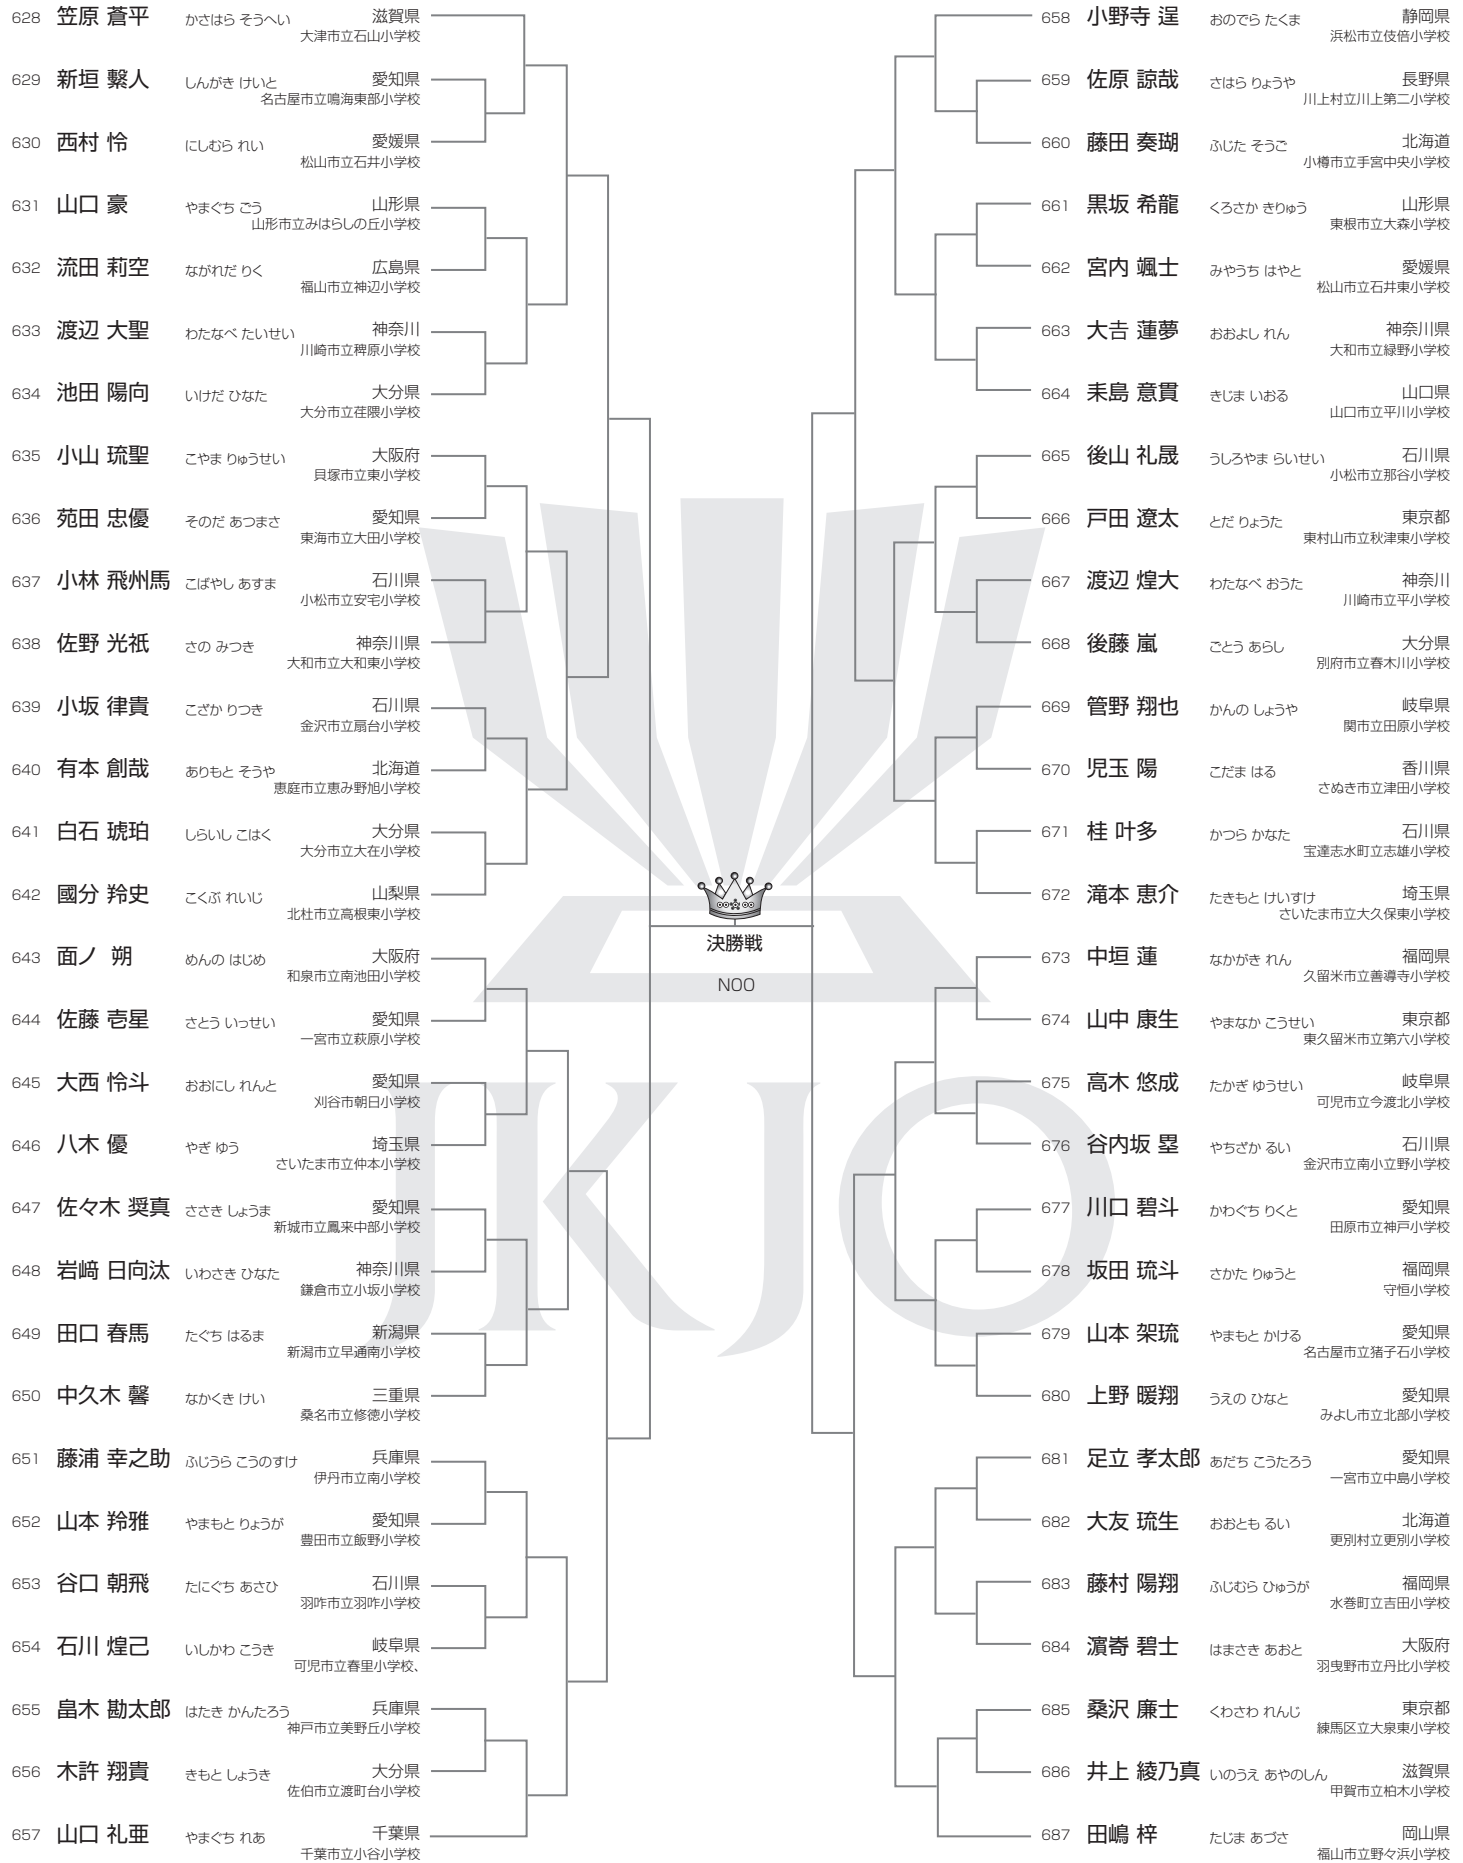 628 笠原 蒼平 かさはら そうへい 滋賀県
大津市立石山小学校
629 新垣 繋人 しんがき けいと 愛知県
名古屋市立鳴海東部小学校
630 西村 怜 にしむら れい 愛媛県
松山市立石井小学校
631 山口 豪 やまぐち ごう 山形県
山形市立みはらしの丘小学校
632 流田 莉空 ながれだ りく 広島県
福山市立神辺小学校
633 渡辺 大聖 わたなべ たいせい 神奈川
川崎市立稗原小学校
634 池田 陽向 いけだ ひなた 大分県
大分市立荏隈小学校
635 小山 琉聖 こやま りゅうせい 大阪府
貝塚市立東小学校
636 苑田 忠優 そのだ あつまさ 愛知県
東海市立大田小学校
637 小林 飛州馬 こばやし あすま 石川県
小松市立安宅小学校
638 佐野 光祇 さの みつき 神奈川県
大和市立大和東小学校
639 小坂 律貴 こざか りつき 石川県
金沢市立扇台小学校
640 有本 創哉 ありもと そうや 北海道
恵庭市立恵み野旭小学校
641 白石 琥珀 しらいし こはく 大分県
大分市立大在小学校
642 國分 羚史 こくぶ れいじ 山梨県
北杜市立高根東小学校
643 面ノ 朔 めんの はじめ 大阪府
和泉市立南池田小学校
644 佐藤 壱星 さとう いっせい 愛知県
一宮市立萩原小学校
645 大西 怜斗 おおにし れんと 愛知県
刈谷市朝日小学校
646 八木 優 やぎ ゆう 埼玉県
さいたま市立仲本小学校
647 佐々木 奨真 ささき しょうま 愛知県
新城市立鳳来中部小学校
648 岩﨑 日向汰 いわさき ひなた 神奈川県
鎌倉市立小坂小学校
649 田口 春馬 たぐち はるま 新潟県
新潟市立早通南小学校
650 中久木 馨 なかくき けい 三重県
桑名市立修徳小学校
651 藤浦 幸之助 ふじうら こうのすけ 兵庫県
伊丹市立南小学校
652 山本 羚雅 やまもと りょうが 愛知県
豊田市立飯野小学校
653 谷口 朝飛 たにぐち あさひ 石川県
羽咋市立羽咋小学校
654 石川 煌己 いしかわ こうき 岐阜県
可児市立春里小学校、
655 畠木 勘太郎 はたき かんたろう 兵庫県
神戸市立美野丘小学校
656 木許 翔貴 きもと しょうき 大分県
佐伯市立渡町台小学校
657 山口 礼亜 やまぐち れあ 千葉県
千葉市立小谷小学校
決勝戦
NOO
JKJO
658 小野寺 逞 おのでら たくま 静岡県
浜松市立伎倍小学校
659 佐原 諒哉 さはら りょうや 長野県
川上村立川上第二小学校
660 藤田 奏瑚 ふじた そうご 北海道
小樽市立手宮中央小学校
661 黒坂 希龍 くろさか きりゅう 山形県
東根市立大森小学校
662 宮内 颯士 みやうち はやと 愛媛県
松山市立石井東小学校
663 大𠮷 蓮夢 おおよし れん 神奈川県
大和市立緑野小学校
664 耒島 意貫 きじま いおる 山口県
山口市立平川小学校
665 後山 礼晟 うしろやま らいせい 石川県
小松市立那谷小学校
666 戸田 遼太 とだ りょうた 東京都
東村山市立秋津東小学校
667 渡辺 煌大 わたなべ おうた 神奈川
川崎市立平小学校
668 後藤 嵐 ごとう あらし 大分県
別府市立春木川小学校
669 管野 翔也 かんの しょうや 岐阜県
関市立田原小学校
670 児玉 陽 こだま はる 香川県
さぬき市立津田小学校
671 桂 叶多 かつら かなた 石川県
宝達志水町立志雄小学校
672 滝本 恵介 たきもと けいすけ 埼玉県
さいたま市立大久保東小学校
673 中垣 蓮 なかがき れん 福岡県
久留米市立善導寺小学校
674 山中 康生 やまなか こうせい 東京都
東久留米市立第六小学校
675 高木 悠成 たかぎ ゆうせい 岐阜県
可児市立今渡北小学校
676 谷内坂 塁 やちざか るい 石川県
金沢市立南小立野小学校
677 川口 碧斗 かわぐち りくと 愛知県
田原市立神戸小学校
678 坂田 琉斗 さかた りゅうと 福岡県
守恒小学校
679 山本 架琉 やまもと かける 愛知県
名古屋市立猪子石小学校
680 上野 暖翔 うえの ひなと 愛知県
みよし市立北部小学校
681 足立 孝太郎 あだち こうたろう 愛知県
一宮市立中島小学校
682 大友 琉生 おおとも るい 北海道
更別村立更別小学校
683 藤村 陽翔 ふじむら ひゅうが 福岡県
水巻町立吉田小学校
684 濵嵜 碧士 はまさき あおと 大阪府
羽曳野市立丹比小学校
685 桑沢 廉士 くわさわ れんじ 東京都
練馬区立大泉東小学校
686 井上 綾乃真 いのうえ あやのしん 滋賀県
甲賀市立柏木小学校
687 田嶋 梓 たじま あづさ 岡山県
福山市立野々浜小学校